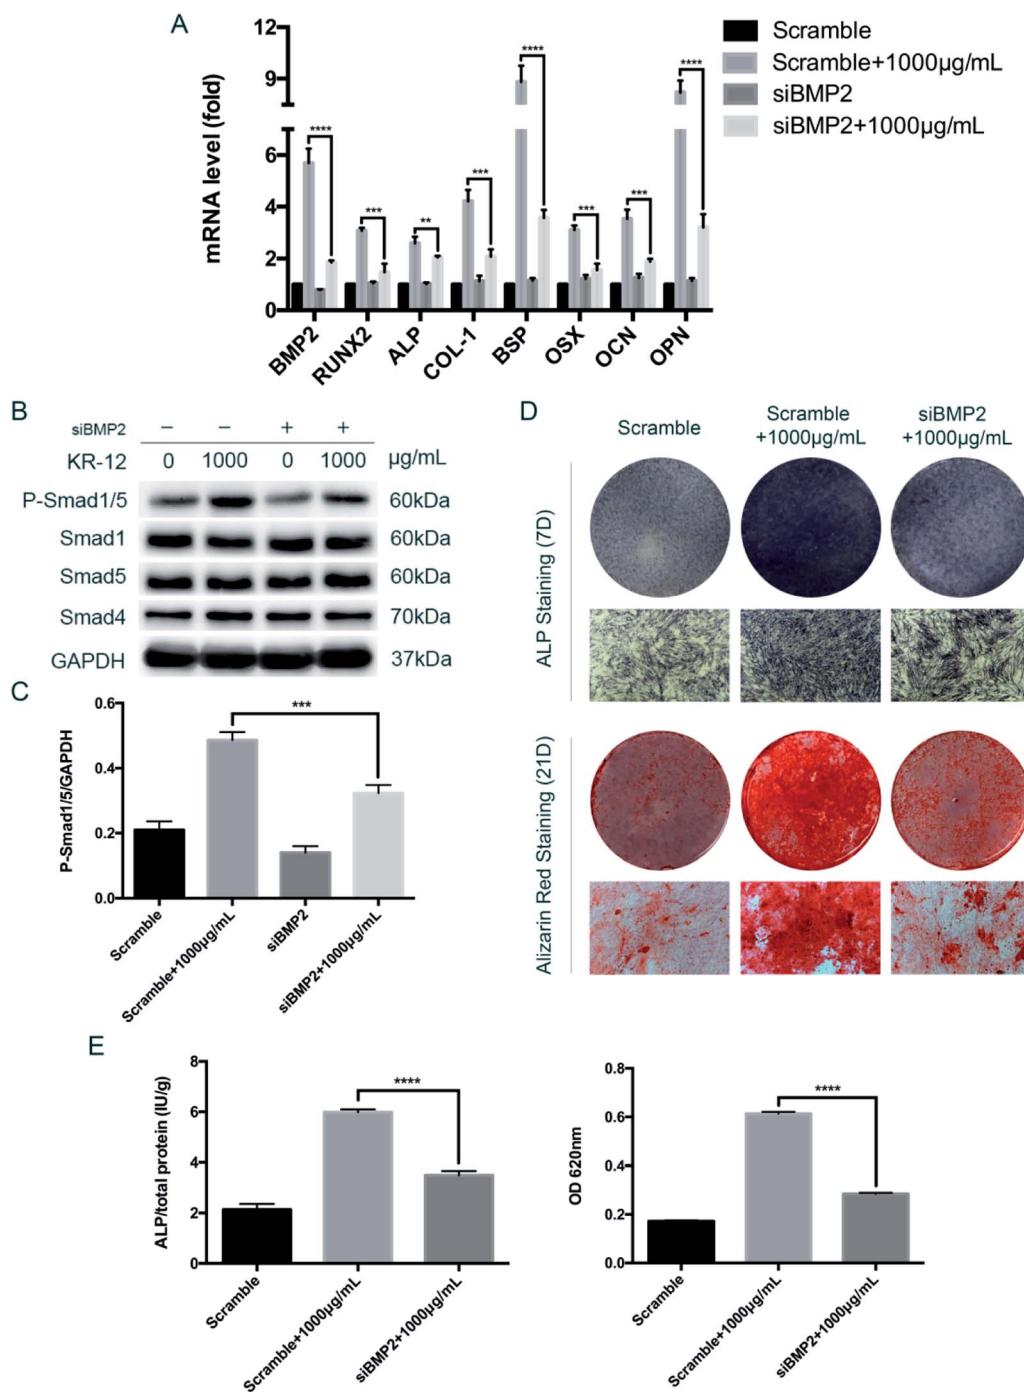 A
12
9
6
4
2
0
mRNA level (fold)
****
***
**
***
****
***
***
****
BMP2
RUNX2
ALP
COL-1
BSP
OSX
OCN
OPN
Scramble
Scramble+1000μg/mL
siBMP2
siBMP2+1000μg/mL
B
siBMP2 – – + +
KR-12 0 1000 0 1000 μg/mL
P-Smad1/5 60kDa
Smad1 60kDa
Smad5 60kDa
Smad4 70kDa
GAPDH 37kDa
C
P-Smad1/5/GAPDH
0.6
0.4
0.2
0.0
***
Scramble
Scramble+1000μg/mL
siBMP2
siBMP2+1000μg/mL
D
Scramble
Scramble
+1000μg/mL
siBMP2
+1000μg/mL
ALP Staining (7D)
Alizarin Red Staining (21D)
E
ALP/total protein (IU/g)
8
6
4
2
0
****
Scramble
Scramble+1000μg/mL
siBMP2+1000μg/mL
OD 620nm
0.8
0.6
0.4
0.2
0.0
****
Scramble
Scramble+1000μg/mL
siBMP2+1000μg/mL